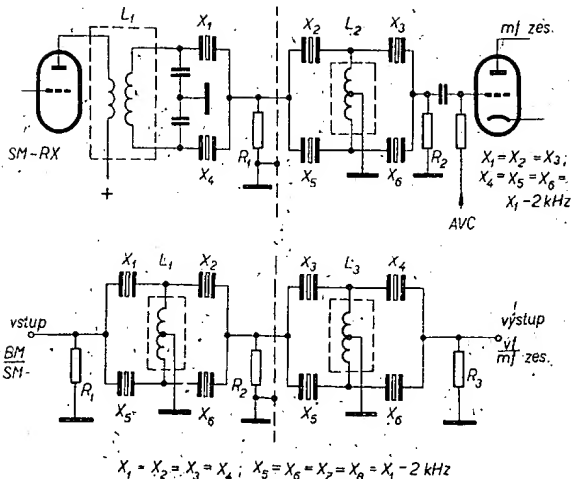 L₁
X₁
X₂
L₂
X₃
mf zes.
SM-RX
+
X₄
R₁
X₅
X₆
R₂
AVC
X₁ = X₂ = X₃;
X₄ = X₅ = X₆ =
X₁-2 kHz
X₁
L₁
X₂
X₃
L₃
X₄
vstup
BM
SM
R₁
X₅
X₆
R₂
X₅
X₆
R₃
výstup
vf
mf zes.
X₁ = X₂ = X₃ = X₄; X₅ = X₆ = X₇ = X₈ = X₁-2 kHz